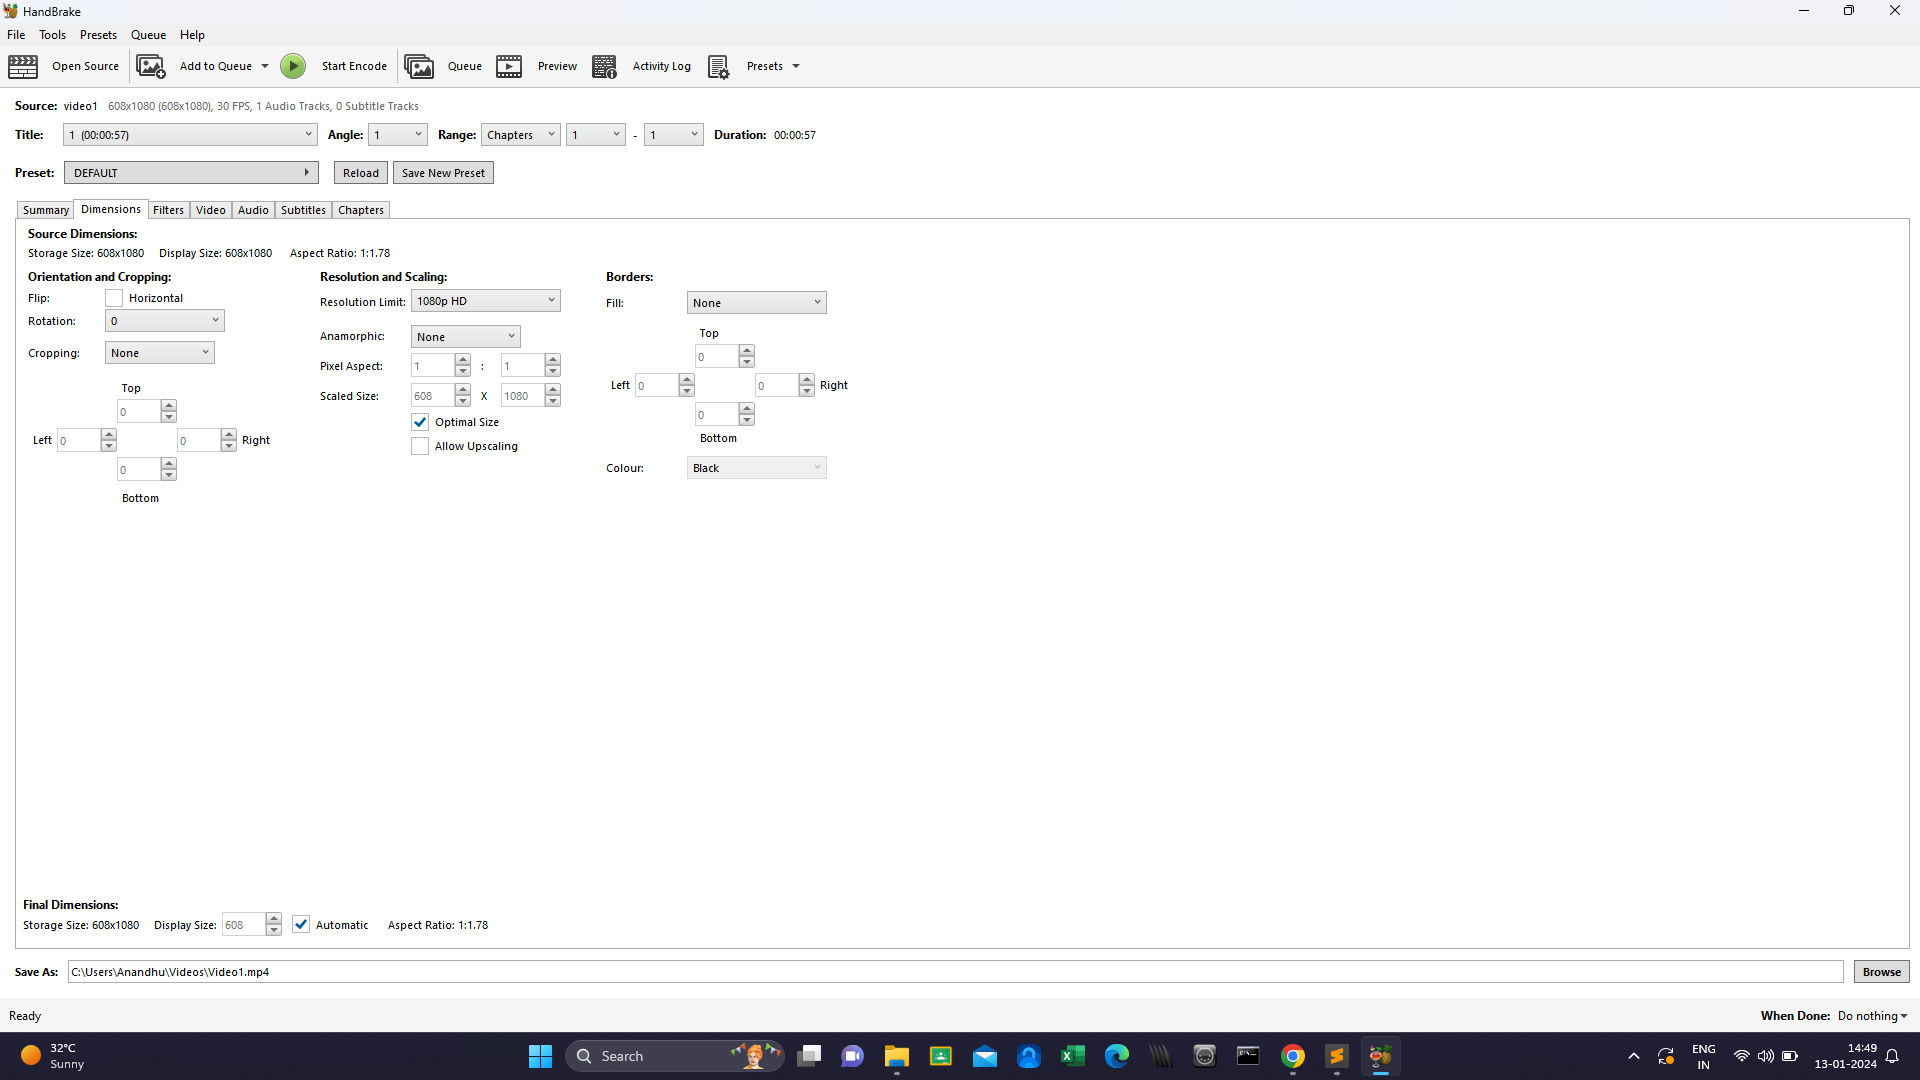 HandBrake
File Tools Presets Queue Help
Open Source Add to Queue Start Encode Queue Preview Activity Log Presets
Source: video1 608x1080 (608x1080), 30 FPS, 1 Audio Tracks, 0 Subtitle Tracks
Title: 1 (00:00:57) Angle: 1 Range: Chapters 1 - 1 Duration: 00:00:57
Preset: DEFAULT Reload Save New Preset
Summary Dimensions Filters Video Audio Subtitles Chapters
Source Dimensions:
Storage Size: 608x1080 Display Size: 608x1080 Aspect Ratio: 1:1.78
Orientation and Cropping:
Flip: Horizontal
Rotation: 0
Cropping: None
Top
0
Left 0 0 Right
0
Bottom
Resolution and Scaling:
Resolution Limit: 1080p HD
Anamorphic: None
Pixel Aspect: 1 : 1
Scaled Size: 608 X 1080
Optimal Size
Allow Upscaling
Borders:
Fill: None
Top
0
Left 0 0 Right
0
Bottom
Colour: Black
Final Dimensions:
Storage Size: 608x1080 Display Size: 608 Automatic Aspect Ratio: 1:1.78
Save As: C:\Users\Anandhu\Videos\Video1.mp4 Browse
Ready When Done: Do nothing
32°C
Sunny
Search
ENG
IN
14:49
13-01-2024